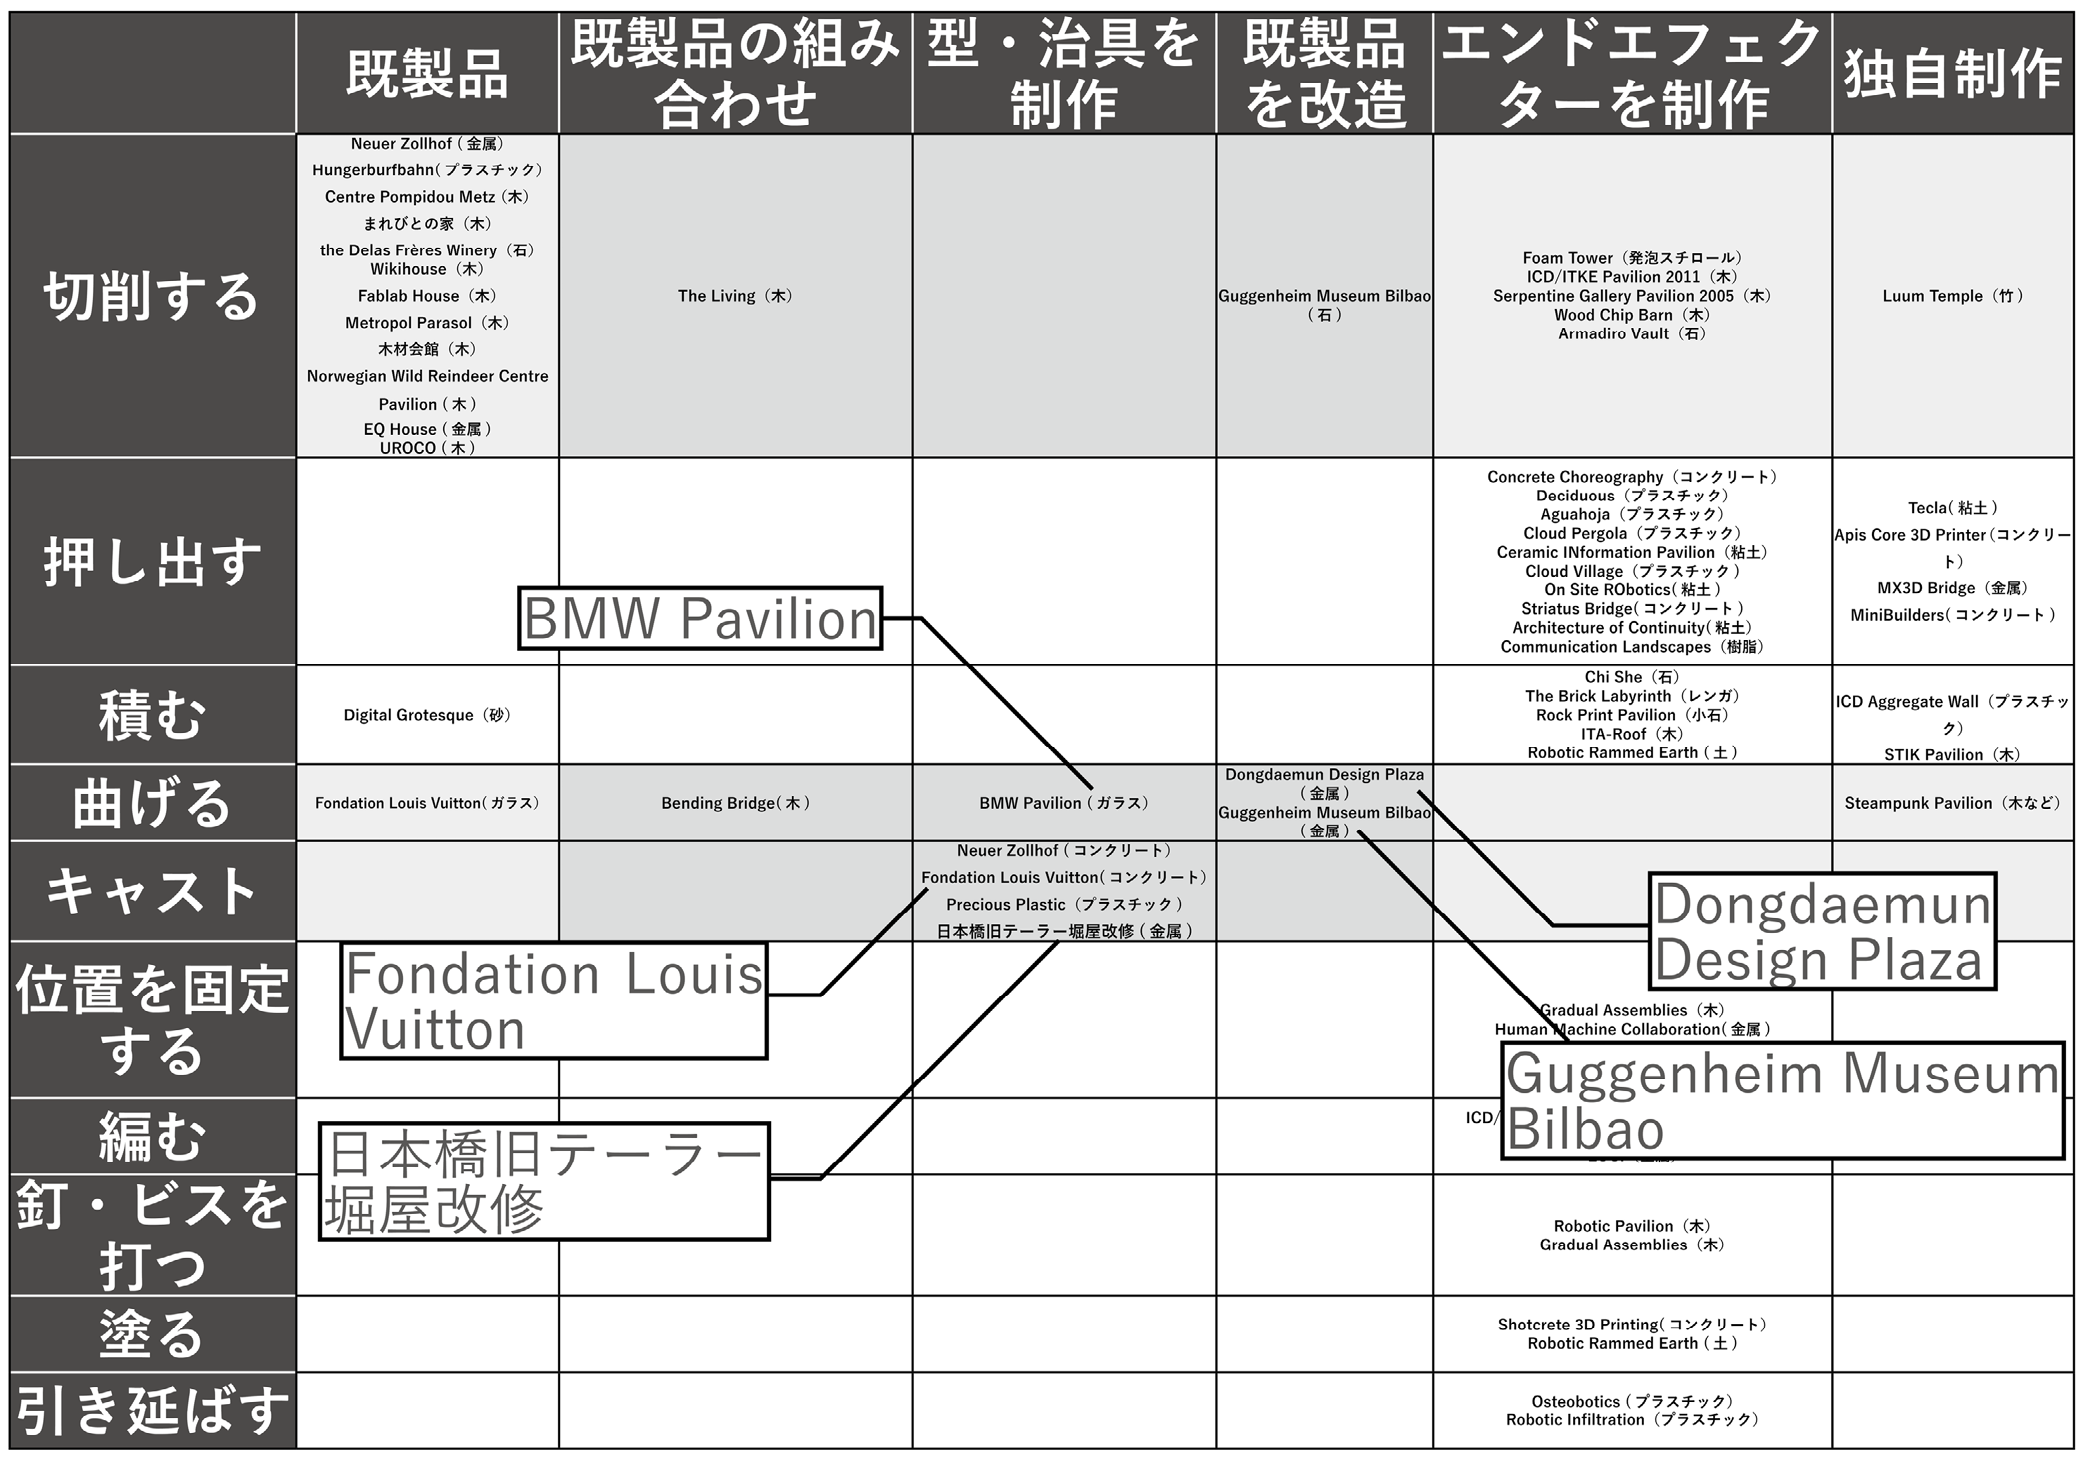 既製品
既製品の組み
合わせ
型・治具を
制作
既製品
を改造
エンドエフェク
ターを制作
独自制作
切削する
Neuer Zollhof ( 金属)
Hungerburfbahn( プラスチック)
Centre Pompidou Metz（木）
まれびとの家（木）
the Delas Frères Winery（石）
Wikihouse（木）
Fablab House（木）
Metropol Parasol（木）
木材会館（木）
Norwegian Wild Reindeer Centre
Pavilion ( 木 )
EQ House ( 金属 )
UROCO ( 木 )
The Living（木）
Guggenheim Museum Bilbao
( 石 )
Foam Tower（発泡スチロール）
ICD/ITKE Pavilion 2011（木）
Serpentine Gallery Pavilion 2005（木）
Wood Chip Barn（木）
Armadiro Vault（石）
Luum Temple（竹 ）
押し出す
Concrete Choreography（コンクリート）
Deciduous（プラスチック）
Aguahoja（プラスチック）
Cloud Pergola（プラスチック）
Ceramic INformation Pavilion（粘土）
Cloud Village（プラスチック )
On Site RObotics( 粘土 )
Striatus Bridge( コンクリート )
Architecture of Continuity( 粘土)
Communication Landscapes（樹脂）
Tecla( 粘土 )
Apis Core 3D Printer（コンクリー
ト）
MX3D Bridge（金属）
MiniBuilders( コンクリート )
BMW Pavilion
積む
Digital Grotesque（砂）
Chi She（石）
The Brick Labyrinth（レンガ）
Rock Print Pavilion（小石）
ITA-Roof（木）
Robotic Rammed Earth ( 土 )
ICD Aggregate Wall（プラスチッ
ク）
STIK Pavilion（木）
曲げる
Fondation Louis Vuitton( ガラス)
Bending Bridge( 木 )
BMW Pavilion ( ガラス)
Dongdaemun Design Plaza
( 金属 )
Guggenheim Museum Bilbao
( 金属 )
Steampunk Pavilion（木など）
キャスト
Neuer Zollhof ( コンクリート)
Fondation Louis Vuitton( コンクリート)
Precious Plastic（プラスチック )
日本橋旧テーラー堀屋改修 ( 金属 )
Dongdaemun
Design Plaza
位置を固定
する
Fondation Louis
Vuitton
Gradual Assemblies（木）
Human Machine Collaboration( 金属 )
Guggenheim Museum
Bilbao
編む
ICD/
日本橋旧テーラー
堀屋改修
釘・ビスを
打つ
Robotic Pavilion（木）
Gradual Assemblies（木）
塗る
Shotcrete 3D Printing( コンクリート)
Robotic Rammed Earth ( 土 )
引き延ばす
Osteobotics ( プラスチック)
Robotic Infiltration（プラスチック）